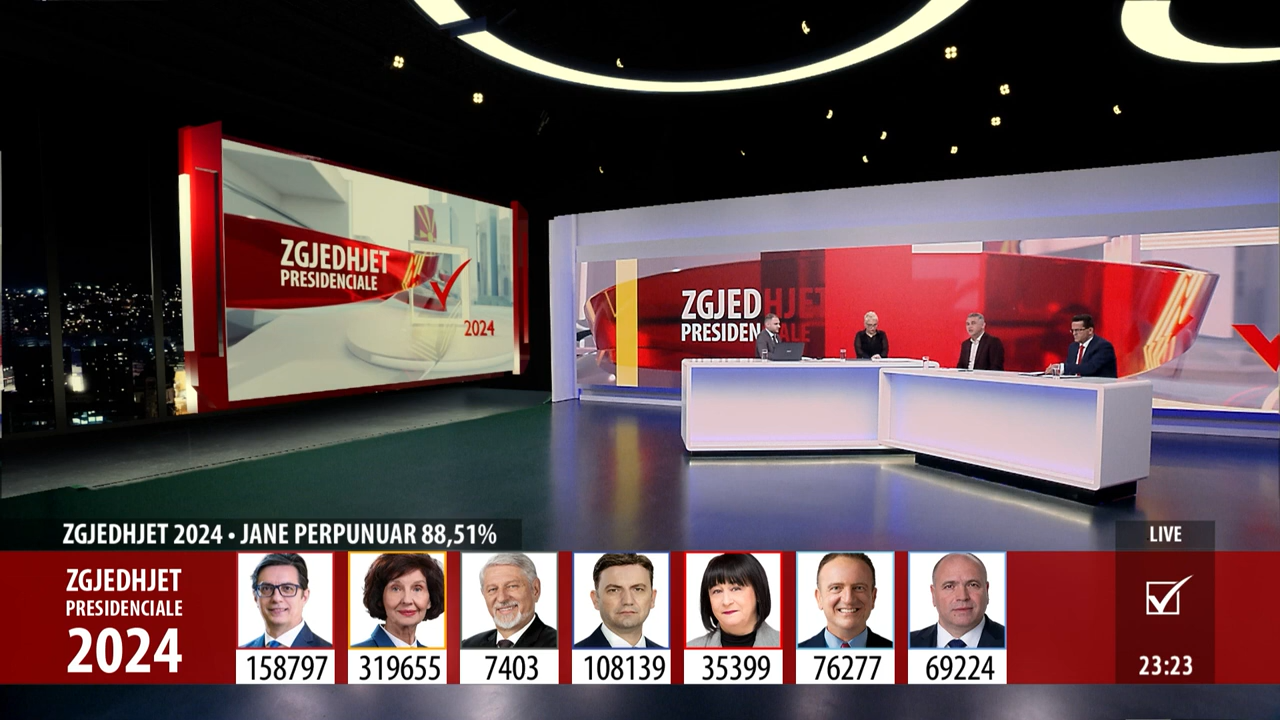 ZGJEDHJET
PRESIDENCIALE
2024
ZGJEDHJET
PRESIDENCIALE
ZGJEDHJET 2024 • JANE PERPUNUAR 88,51%
LIVE
ZGJEDHJET
PRESIDENCIALE
2024
158797
319655
7403
108139
35399
76277
69224
23:23